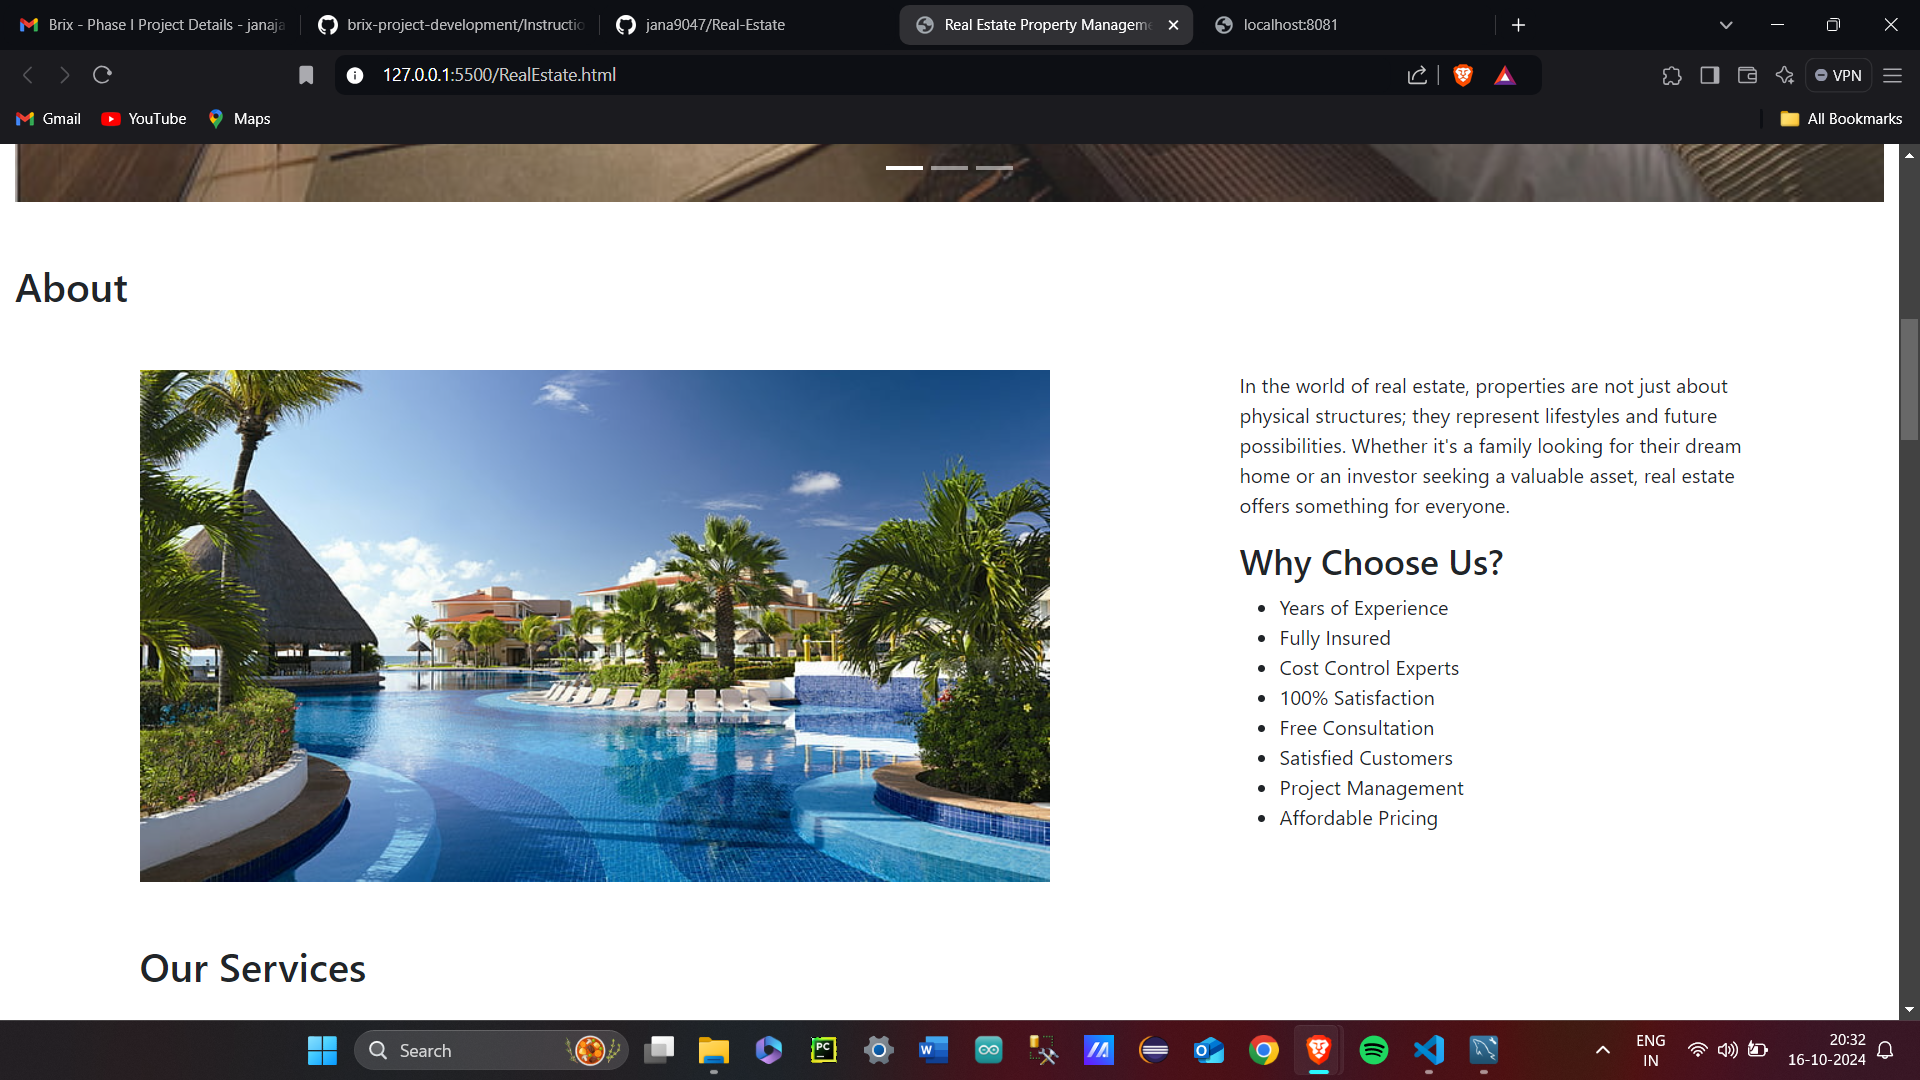 Brix - Phase I Project Details - janaja
brix-project-development/Instructio
jana9047/Real-Estate
Real Estate Property Manageme
localhost:8081
127.0.0.1:5500/RealEstate.html
VPN
Gmail
YouTube
Maps
All Bookmarks
About
In the world of real estate, properties are not just about
physical structures; they represent lifestyles and future
possibilities. Whether it's a family looking for their dream
home or an investor seeking a valuable asset, real estate
offers something for everyone.
Why Choose Us?
Years of Experience
Fully Insured
Cost Control Experts
100% Satisfaction
Free Consultation
Satisfied Customers
Project Management
Affordable Pricing
Our Services
Search
PC
W
ENG
IN
20:32
16-10-2024